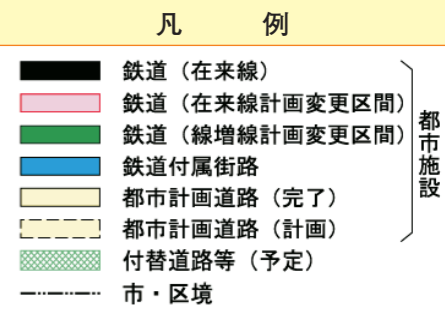 凡 例
鉄道（在来線）
鉄道（在来線計画変更区間）
鉄道（線増線計画変更区間）
鉄道付属街路
都市計画道路（完了）
都市計画道路（計画）
付替道路等（予定）
市・区境
都市施設